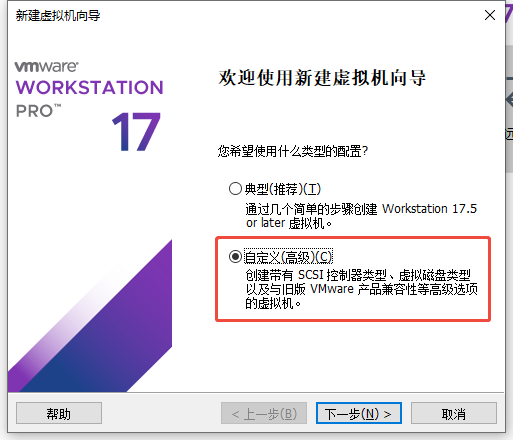 新建虚拟机向导
vmware
WORKSTATION
PRO™
17
欢迎使用新建虚拟机向导
您希望使用什么类型的配置?
典型(推荐)(T)
通过几个简单的步骤创建 Workstation 17.5
or later 虚拟机。
自定义(高级)(C)
创建带有 SCSI 控制器类型、虚拟磁盘类型
以及与旧版 VMware 产品兼容性等高级选项
的虚拟机。
帮助
< 上一步(B)
下一步(N) >
取消